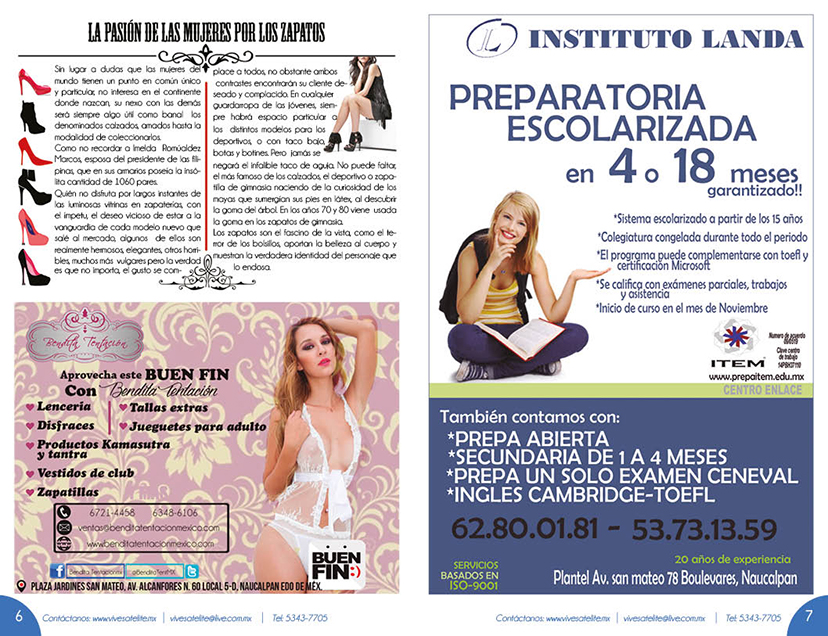 LA PASIÓN DE LAS MUJERES POR LOS ZAPATOS
Sin lugar a dudas que las mujeres del
mundo tienen un punto en común único
y particular, no interesa en el continente
donde nazcan, su nexo con las demás
será siempre algo útil como banal los
denominados calzados, amados hasta la
modalidad de coleccionarlos.
Como no recordar a Imelda Romuáldez
Marcos, esposa del presidente de las fili-
pinas, que en sus armarios poseía la insó-
lita cantidad de 1060 pares.
Quién no disfruta por largos instantes de
las luminosas vitrinas en zapaterías, con
el ímpetu, el deseo vicioso de estar a la
vanguardia de cada modelo nuevo que
sale al mercado, algunos de ellos son
realmente hermosos, elegantes, otros horri-
bles, muchos más vulgares pero la verdad
es que no importa, el gusto se com-
place a todos, no obstante ambos
contrastes encontrarán su cliente de-
seado y complacido. En cualquier
guardarropa de las jóvenes, siem-
pre habrá espacio particular a
los distintos modelos para los
deportivos, o con taco bajo,
botas y botines. Pero jamás se
negará el infalible taco de aguja. No puede faltar,
el más famoso de los calzados, el deportivo o zapa-
tilla de gimnasia naciendo de la curiosidad de los
mayas que sumergían sus pies en látex, al descubrir
la goma del árbol. En los años 70 y 80 viene usada
la goma en los zapatos de gimnasia.
Los zapatos son el fascino de la vista, como el te-
rror de los bolsillos, aportan la belleza al cuerpo y
muestran la verdadera identidad del personaje que
lo endosa.
Bendita Tentación
Aprovecha este BUEN FIN
Con Bendita Tentación
Lencería
Disfraces
Productos Kamasutra
y tantra
Vestidos de club
Zapatillas
Tallas extras
Jueguetes para adulto
6721-4458 6348-6106
ventas@benditatentacionmexico.com
www.benditatentacionmexico.com
bendita.Tentacionmx
@benditaTentMX
BUEN
FIN
PLAZA JARDINES SAN MATEO, AV. ALCANFORES N. 60 LOCAL 5-D, NAUCALPAN EDO DE MÉX.
6 Contáctanos: www.vivesatelite.mx | vivesatelite@live.com.mx | Tel: 5343-7705
IL INSTITUTO LANDA
PREPARATORIA
ESCOLARIZADA
en 4 o 18 meses
garantizado!!
*Sistema escolarizado a partir de los 15 años
*Colegiatura congelada durante todo el periodo
*El programa puede complementarse con toefl y
certificación Microsoft
*Se califica con exámenes parciales, trabajos
y asistencia
*Inicio de curso en el mes de Noviembre
ITEM
www.prepaitem.edu.mx
Numero de acuerdo
Clave centro
de trabajo
CENTRO ENLACE
También contamos con:
*PREPA ABIERTA
*SECUNDARIA DE 1 A 4 MESES
*PREPA UN SOLO EXAMEN CENEVAL
*INGLES CAMBRIDGE-TOEFL
62.80.01.81 - 53.73.13.59
20 años de experiencia
SERVICIOS
BASADOS EN
ISO-9001
Plantel Av. san mateo 78 Boulevares, Naucalpan
Contáctanos: www.vivesatelite.mx | vivesatelite@live.com.mx | Tel: 5343-7705 7